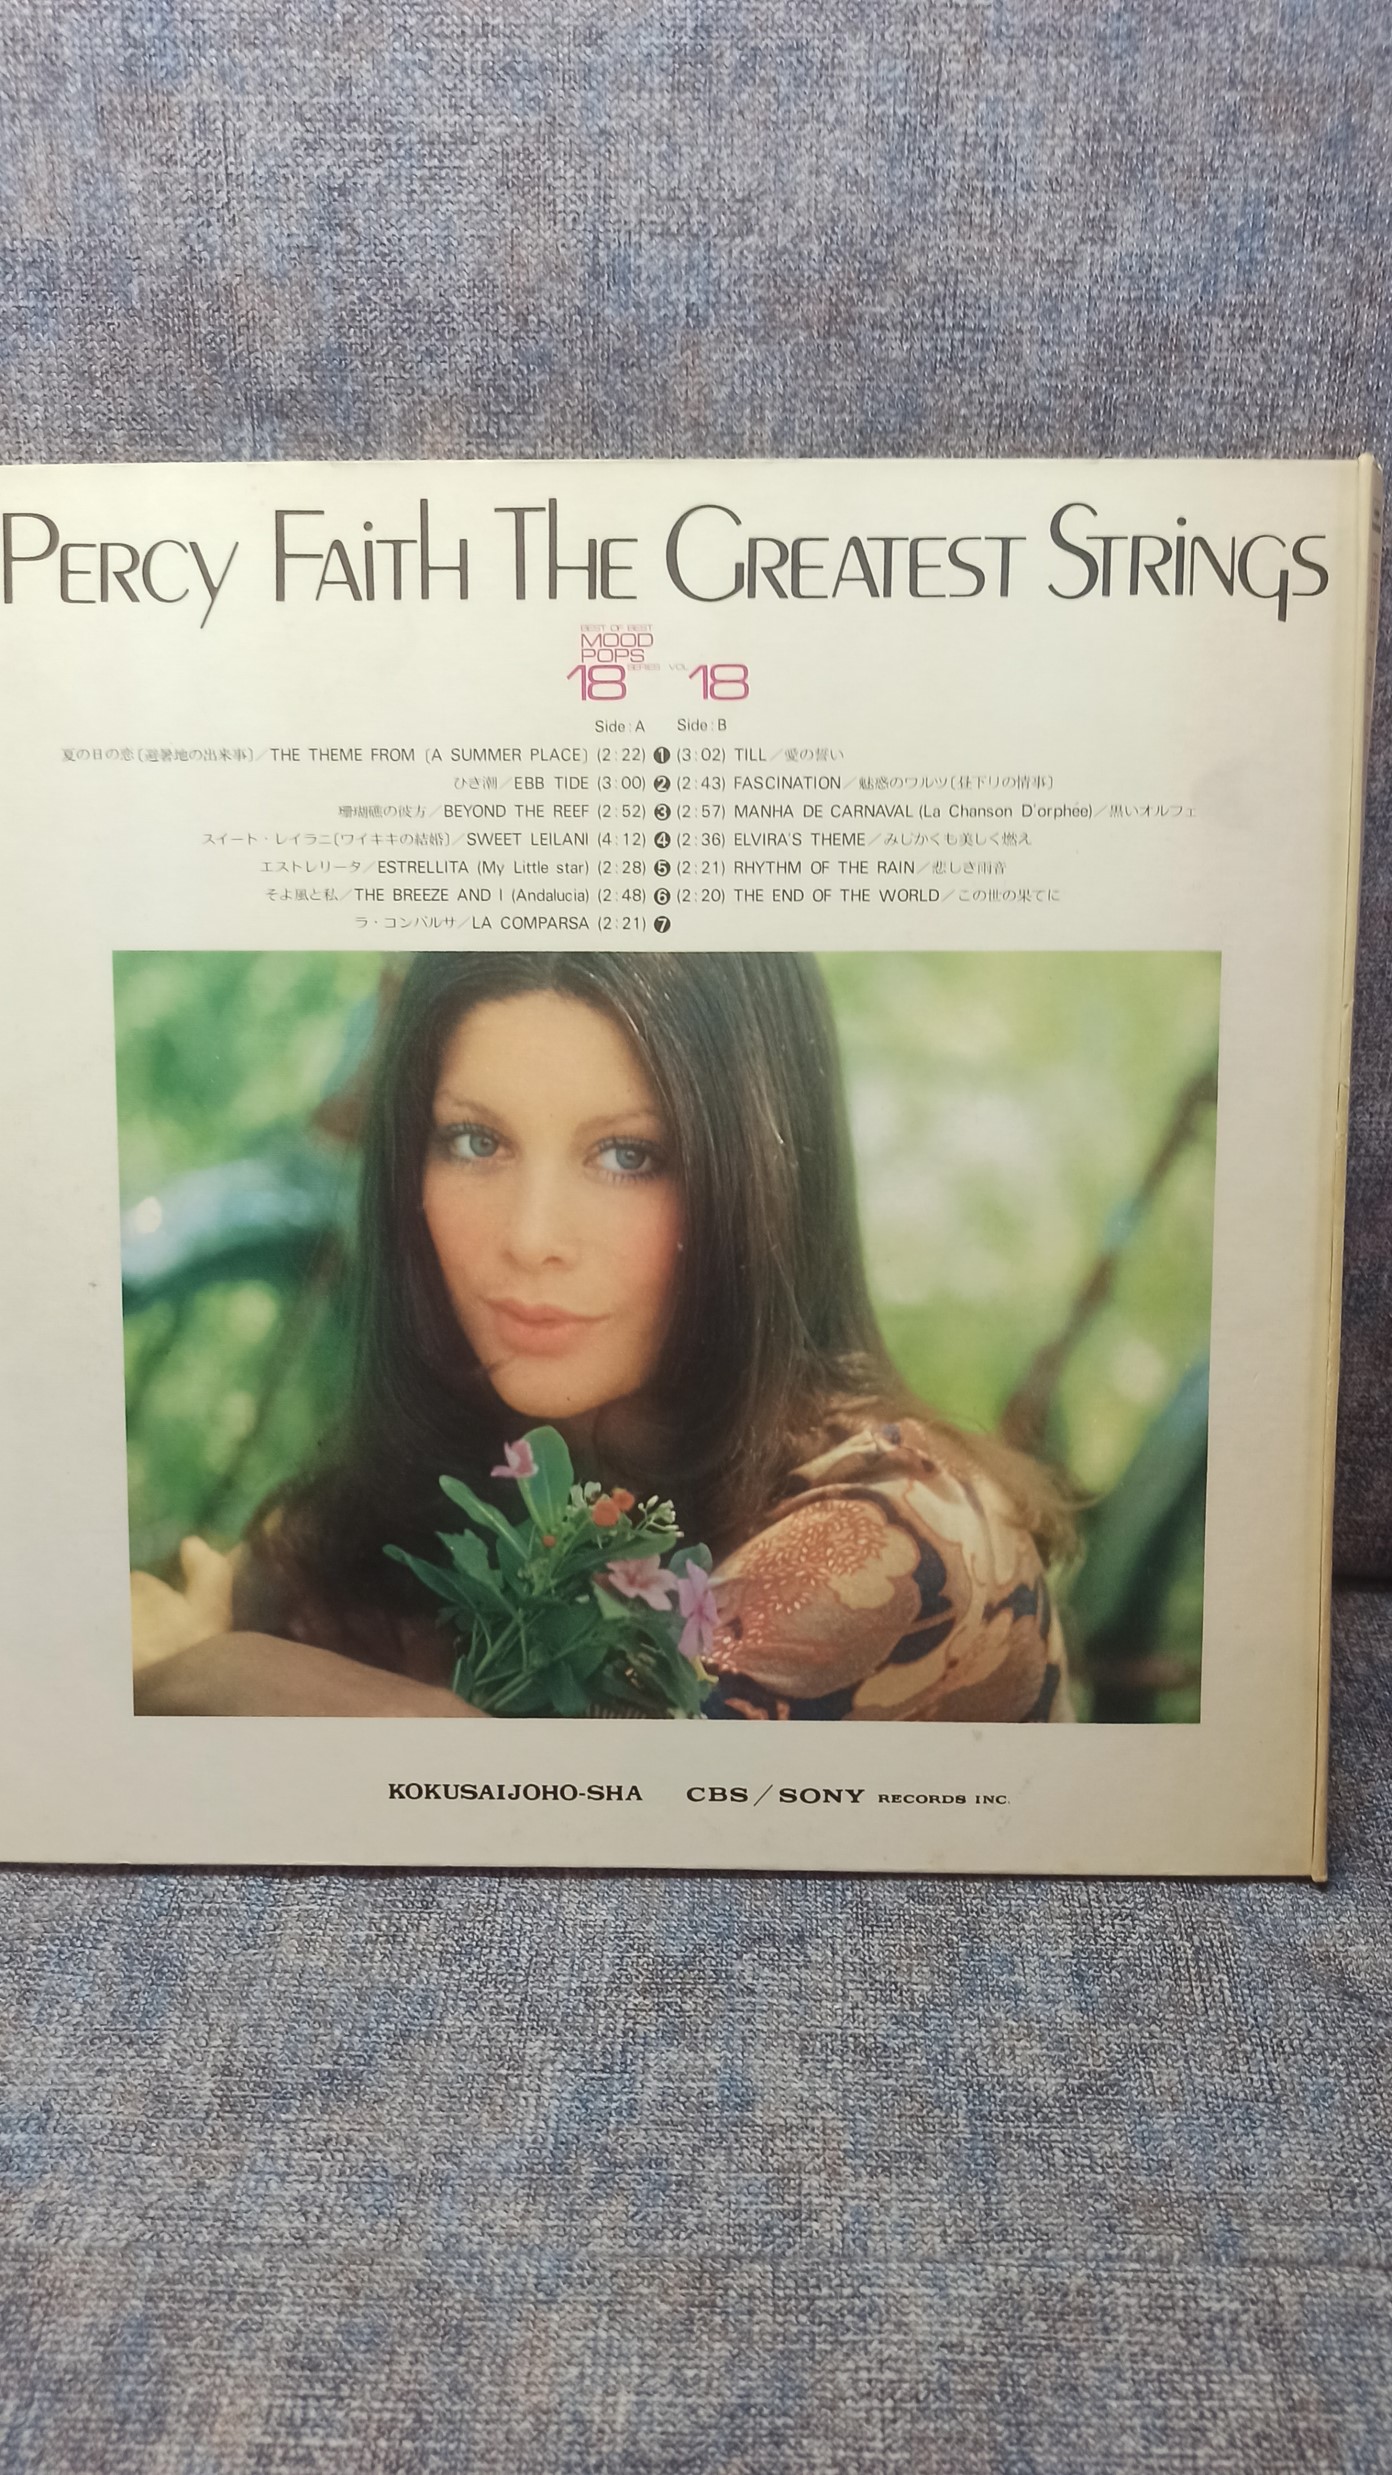 PERCY FAITH THE GREATEST STRINGS
BEST OF BEST
MOOD
POPS
18 SERIES VOL. 18
Side:A Side:B
夏の日の恋〔避暑地の出来事〕/THE THEME FROM (A SUMMER PLACE) (2:22) 1 (3:02) TILL/愛の誓い
ひき潮/EBB TIDE (3:00) 2 (2:43) FASCINATION/魅惑のワルツ〔昼下りの情事〕
珊瑚礁の彼方/BEYOND THE REEF (2:52) 3 (2:57) MANHA DE CARNAVAL (La Chanson D'orphée)/黒いオルフェ
スイート・レイラニ〔ワイキキの結婚〕/SWEET LEILANI (4:12) 4 (2:36) ELVIRA'S THEME/みじかくも美しく燃え
エストレリータ/ESTRELLITA (My Little star) (2:28) 5 (2:21) RHYTHM OF THE RAIN/悲しき雨音
そよ風と私/THE BREEZE AND I (Andalucia) (2:48) 6 (2:20) THE END OF THE WORLD/この世の果てに
ラ・コンパルサ/LA COMPARSA (2:21) 7
KOKUSAIJOHO-SHA CBS/SONY RECORDS INC.